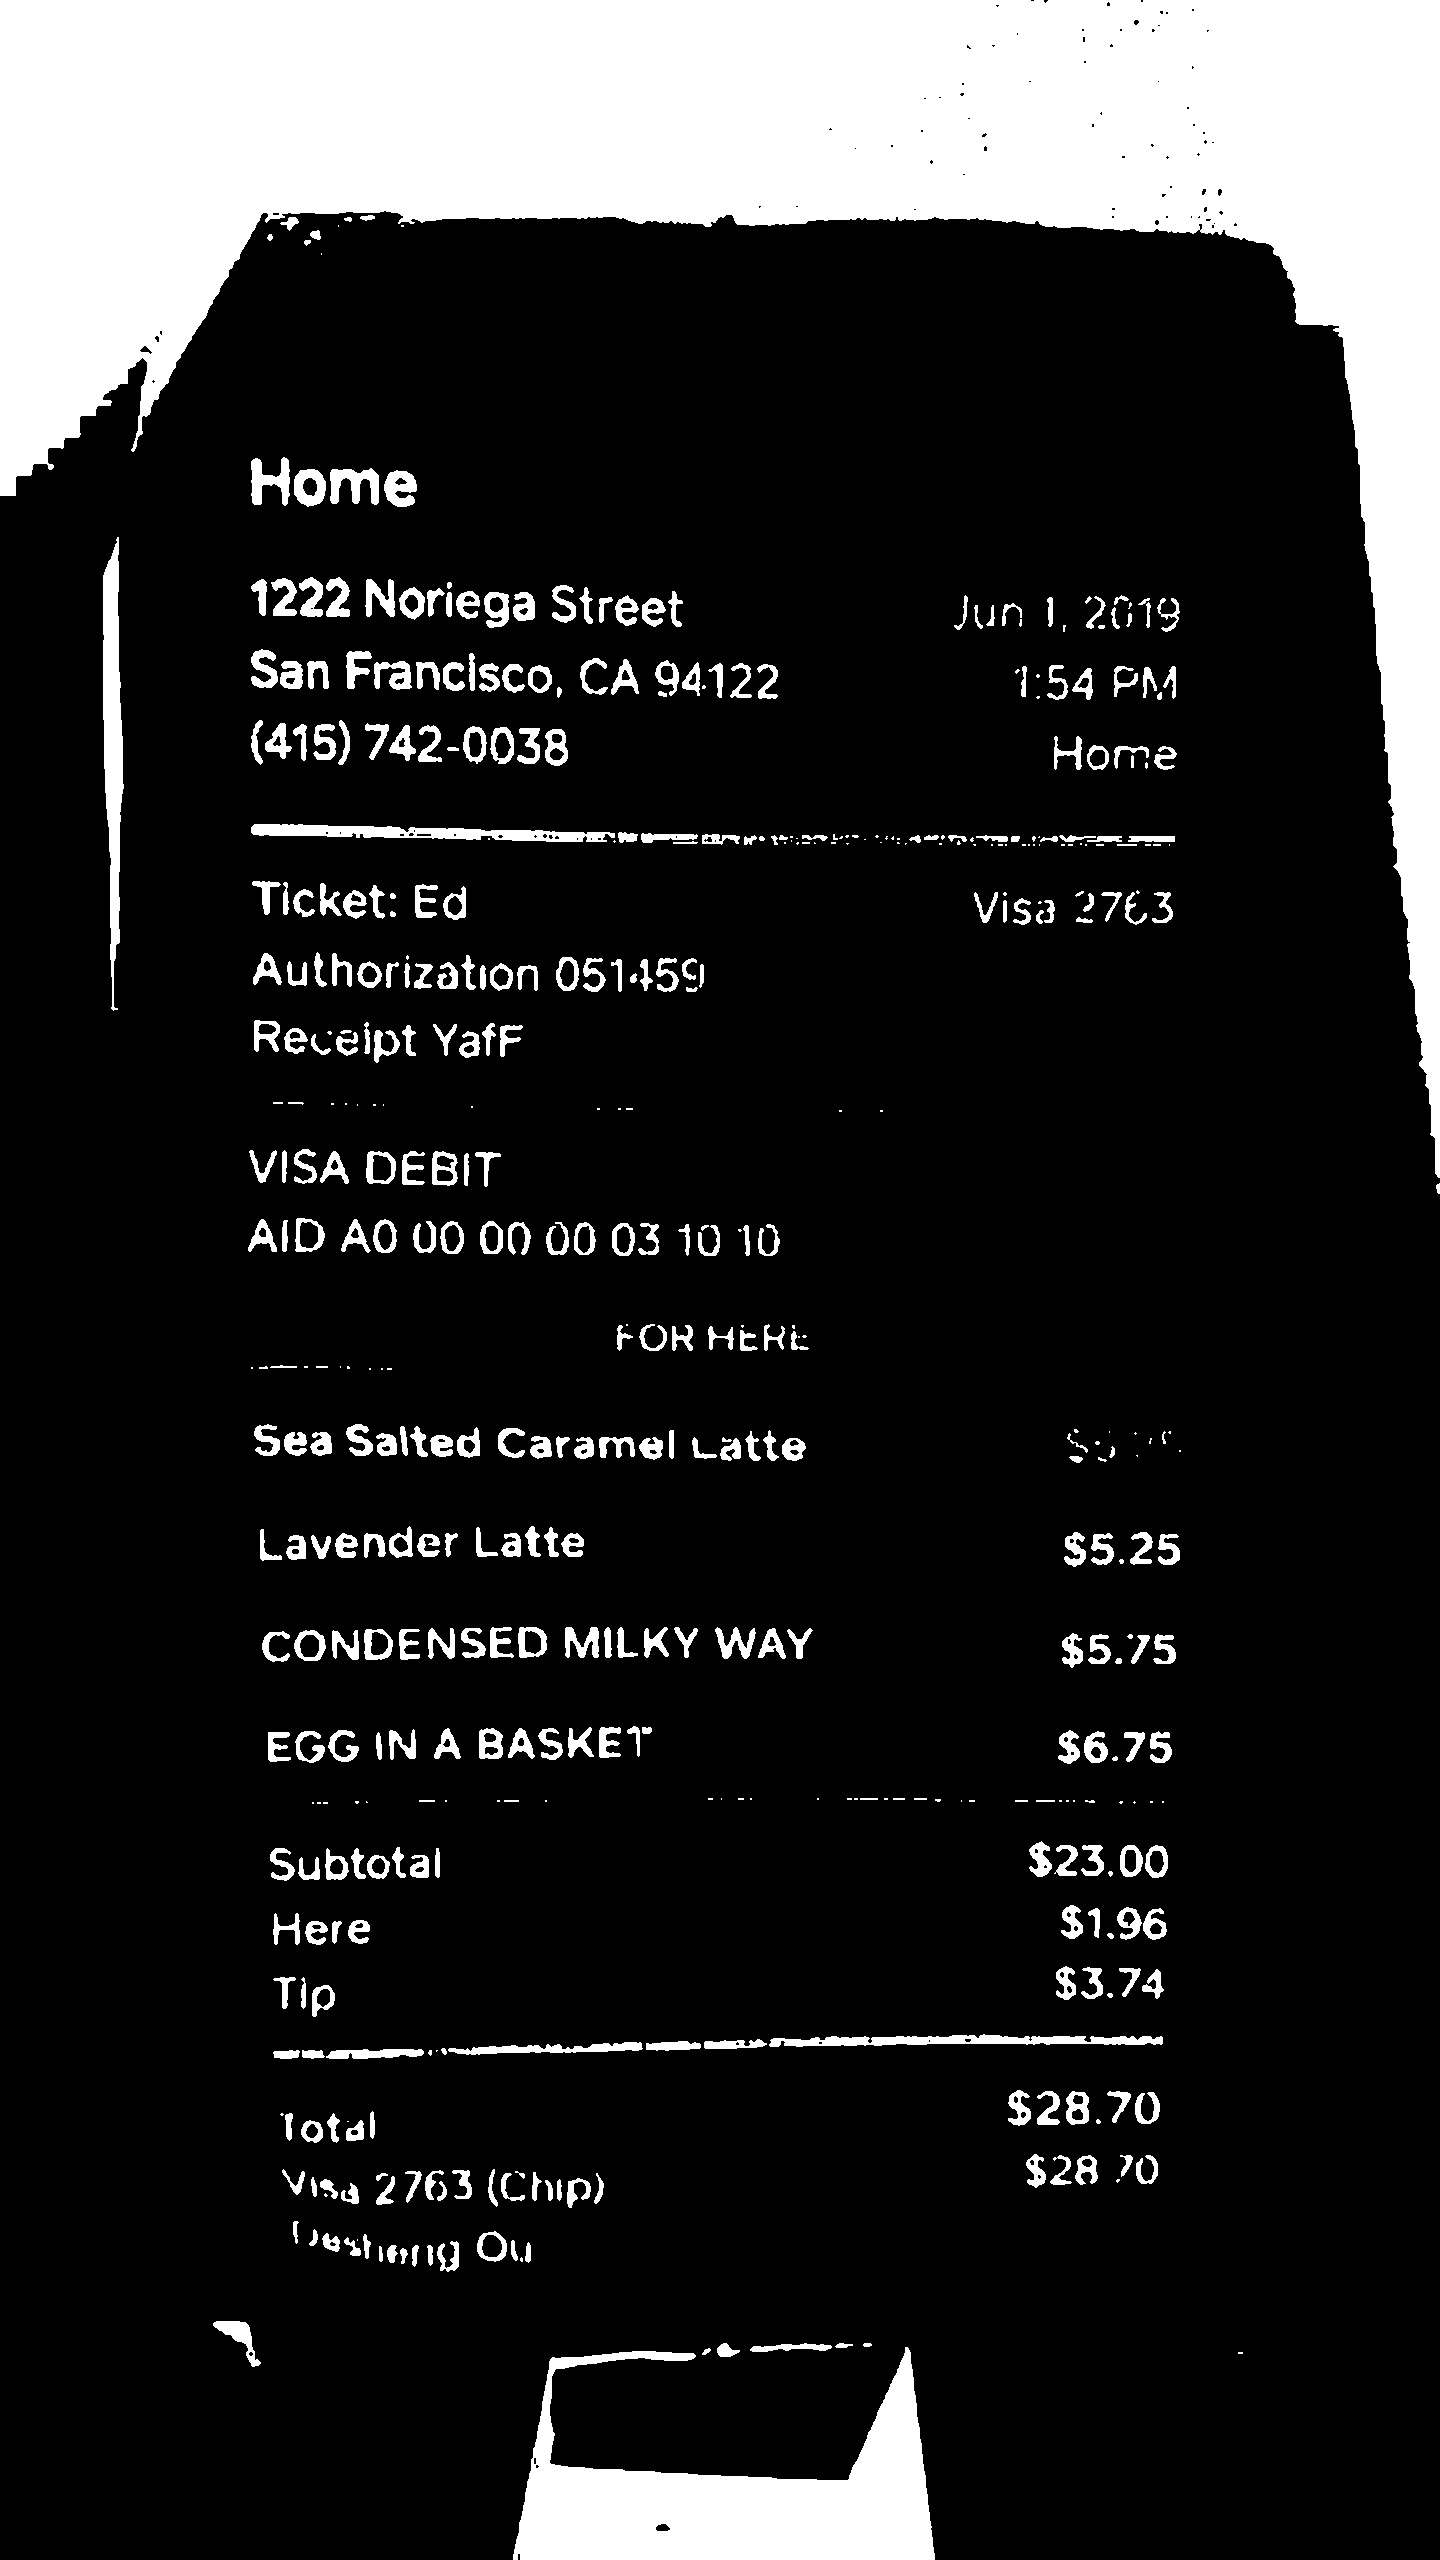 Home
1222 Noriega Street
Jun 1, 2019
San Francisco, CA 94122
1:54 PM
(415) 742-0038
Home
Ticket: Ed
Visa 2763
Authorization 051459
Receipt YafF
VISA DEBIT
AID A0 00 00 00 03 10 10
FOR HERE
Sea Salted Caramel Latte
Lavender Latte
$5.25
CONDENSED MILKY WAY
$5.75
EGG IN A BASKET
$6.75
Subtotal
$23.00
Here
$1.96
Tip
$3.74
Total
$28.70
Visa 2763 (Chip)
$28.70
Ou